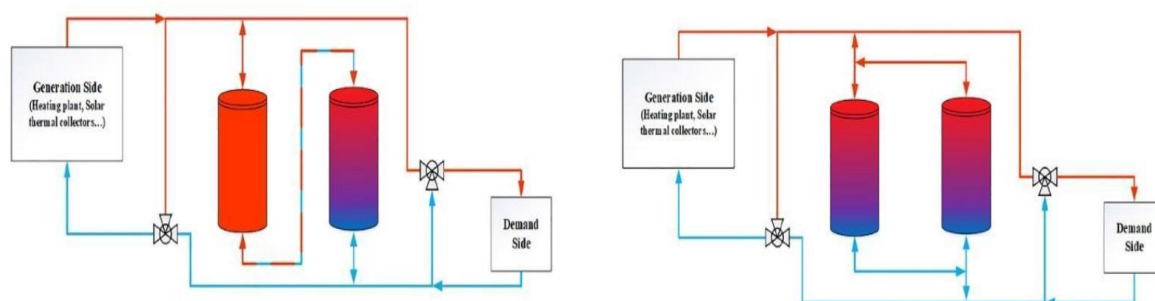 Generation Side
(Heating plant, Solar
thermal collectors...)
Demand
Side
Generation Side
(Heating plant, Solar
thermal collectors...)
Demand
Side